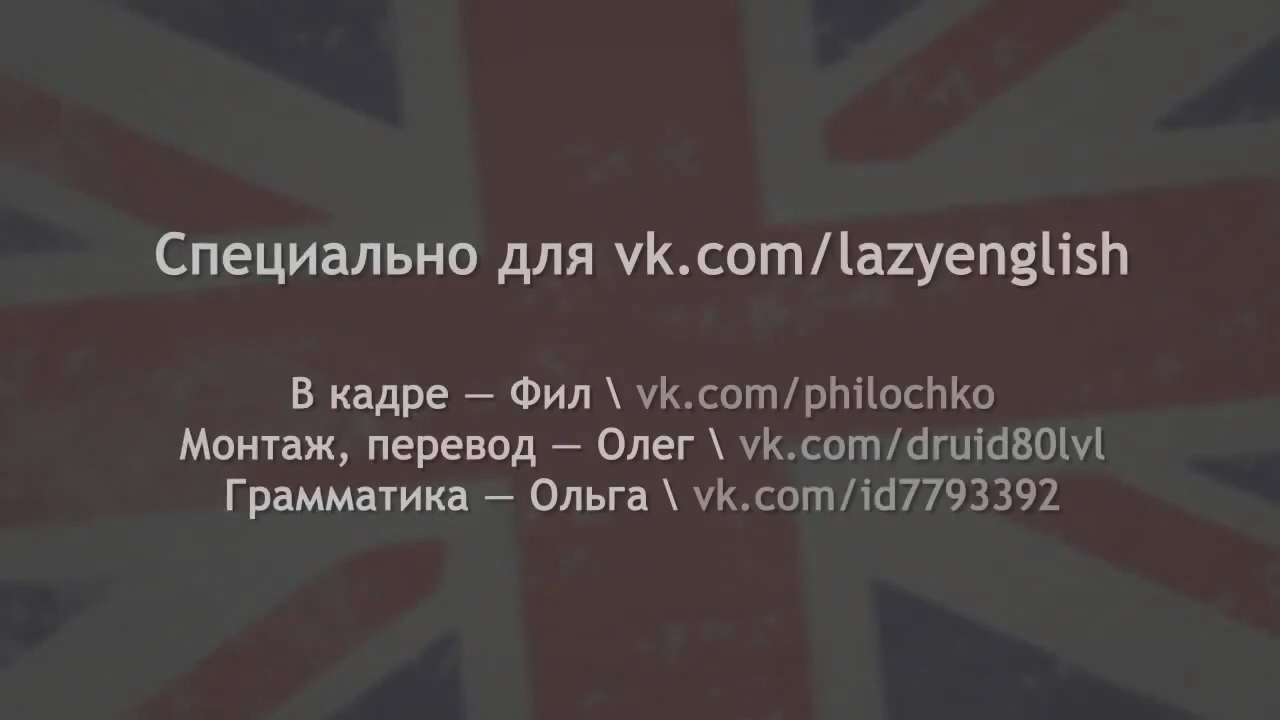 Специально для vk.com/lazyenglish
В кадре — Фил \ vk.com/philochko
Монтаж, перевод — Олег \ vk.com/druid80lvl
Грамматика — Ольга \ vk.com/id7793392